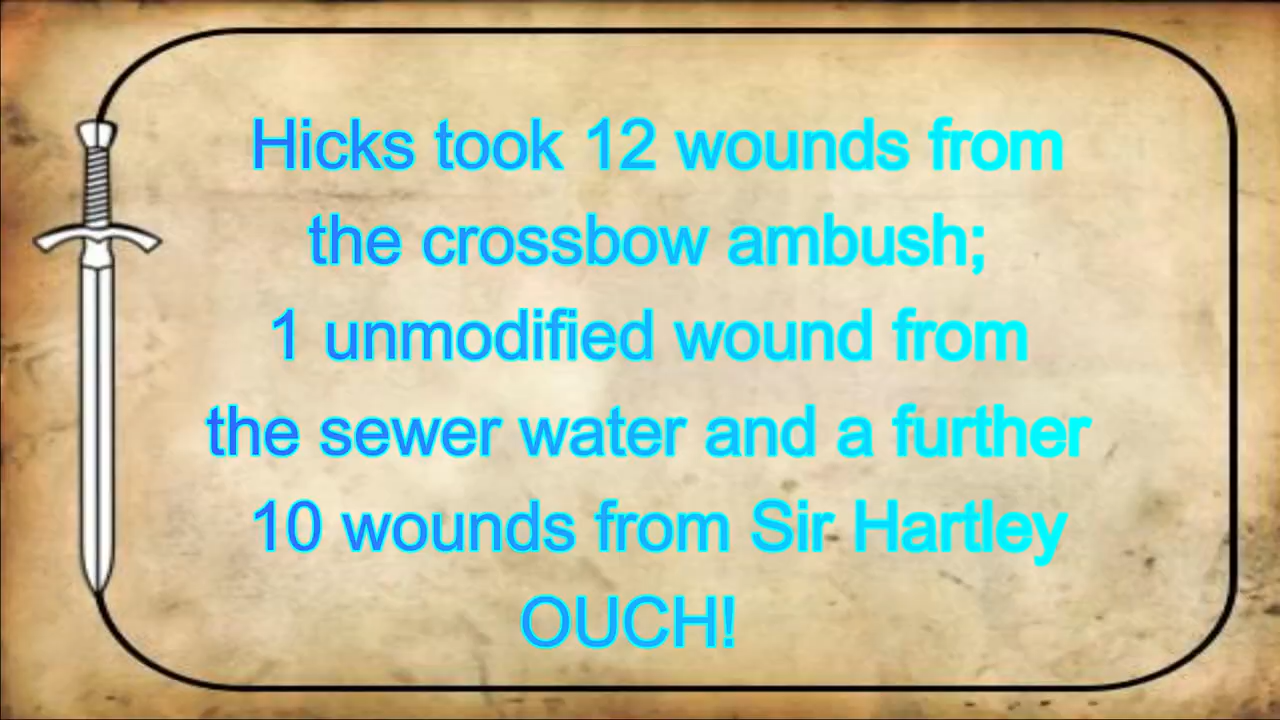 Hicks took 12 wounds from
the crossbow ambush;
1 unmodified wound from
the sewer water and a further
10 wounds from Sir Hartley
OUCH!